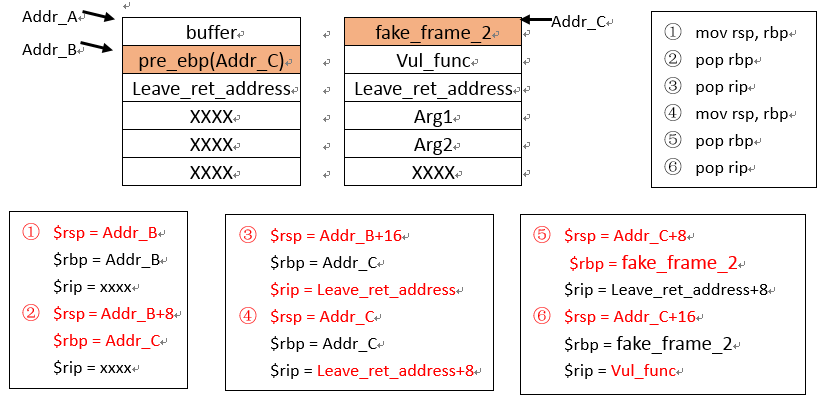 Addr_A
Addr_B
buffer
pre_ebp(Addr_C)
Leave_ret_address
XXXX
XXXX
XXXX
Addr_C
fake_frame_2
Vul_func
Leave_ret_address
Arg1
Arg2
XXXX
① mov rsp, rbp
② pop rbp
③ pop rip
④ mov rsp, rbp
⑤ pop rbp
⑥ pop rip
① $rsp = Addr_B
$rbp = Addr_B
$rip = xxxx
② $rsp = Addr_B+8
$rbp = Addr_C
$rip = xxxx
③ $rsp = Addr_B+16
$rbp = Addr_C
$rip = Leave_ret_address
④ $rsp = Addr_C
$rbp = Addr_C
$rip = Leave_ret_address+8
⑤ $rsp = Addr_C+8
$rbp = fake_frame_2
$rip = Leave_ret_address+8
⑥ $rsp = Addr_C+16
$rbp = fake_frame_2
$rip = Vul_func